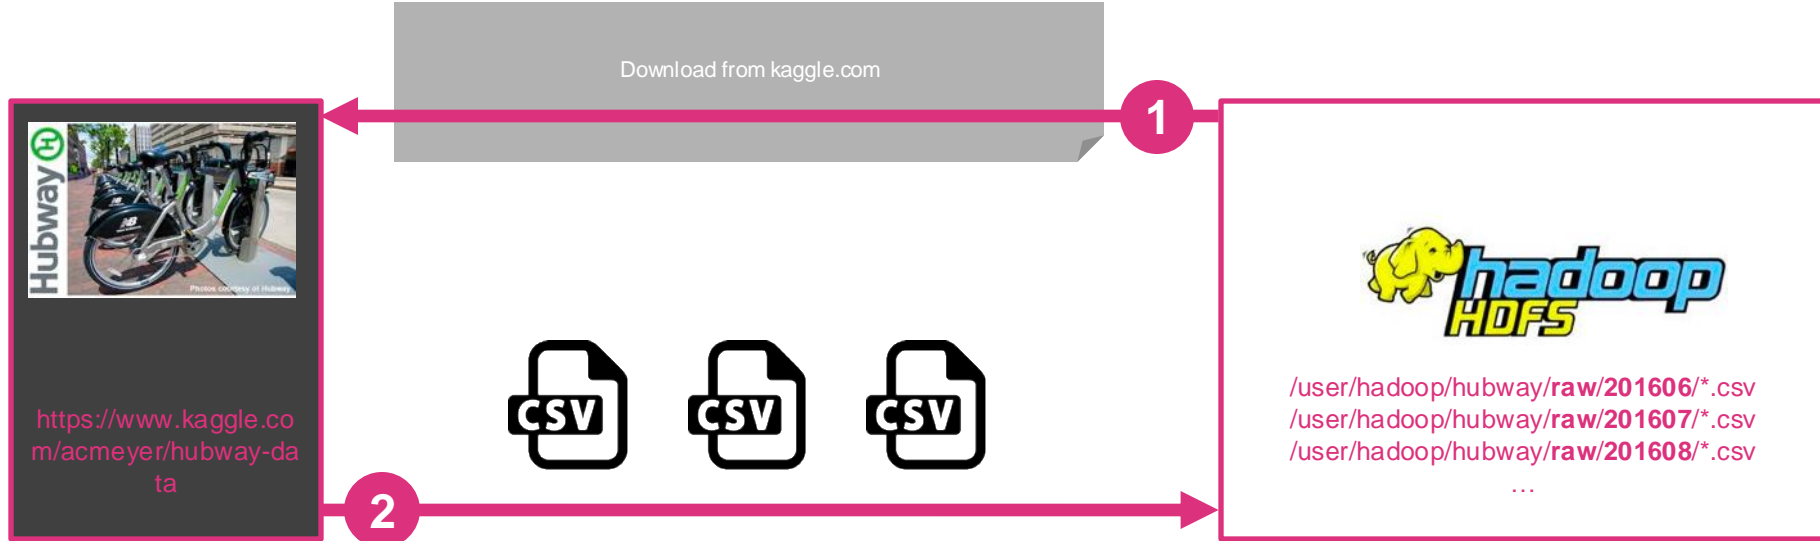 Download from kaggle.com
1
Hubway
NB
Photos courtesy of Hubway
hadoop
HDFS
https://www.kaggle.co
m/acmeyer/hubway-da
ta
CSV
CSV
CSV
/user/hadoop/hubway/raw/201606/*.csv
/user/hadoop/hubway/raw/201607/*.csv
/user/hadoop/hubway/raw/201608/*.csv
…
2